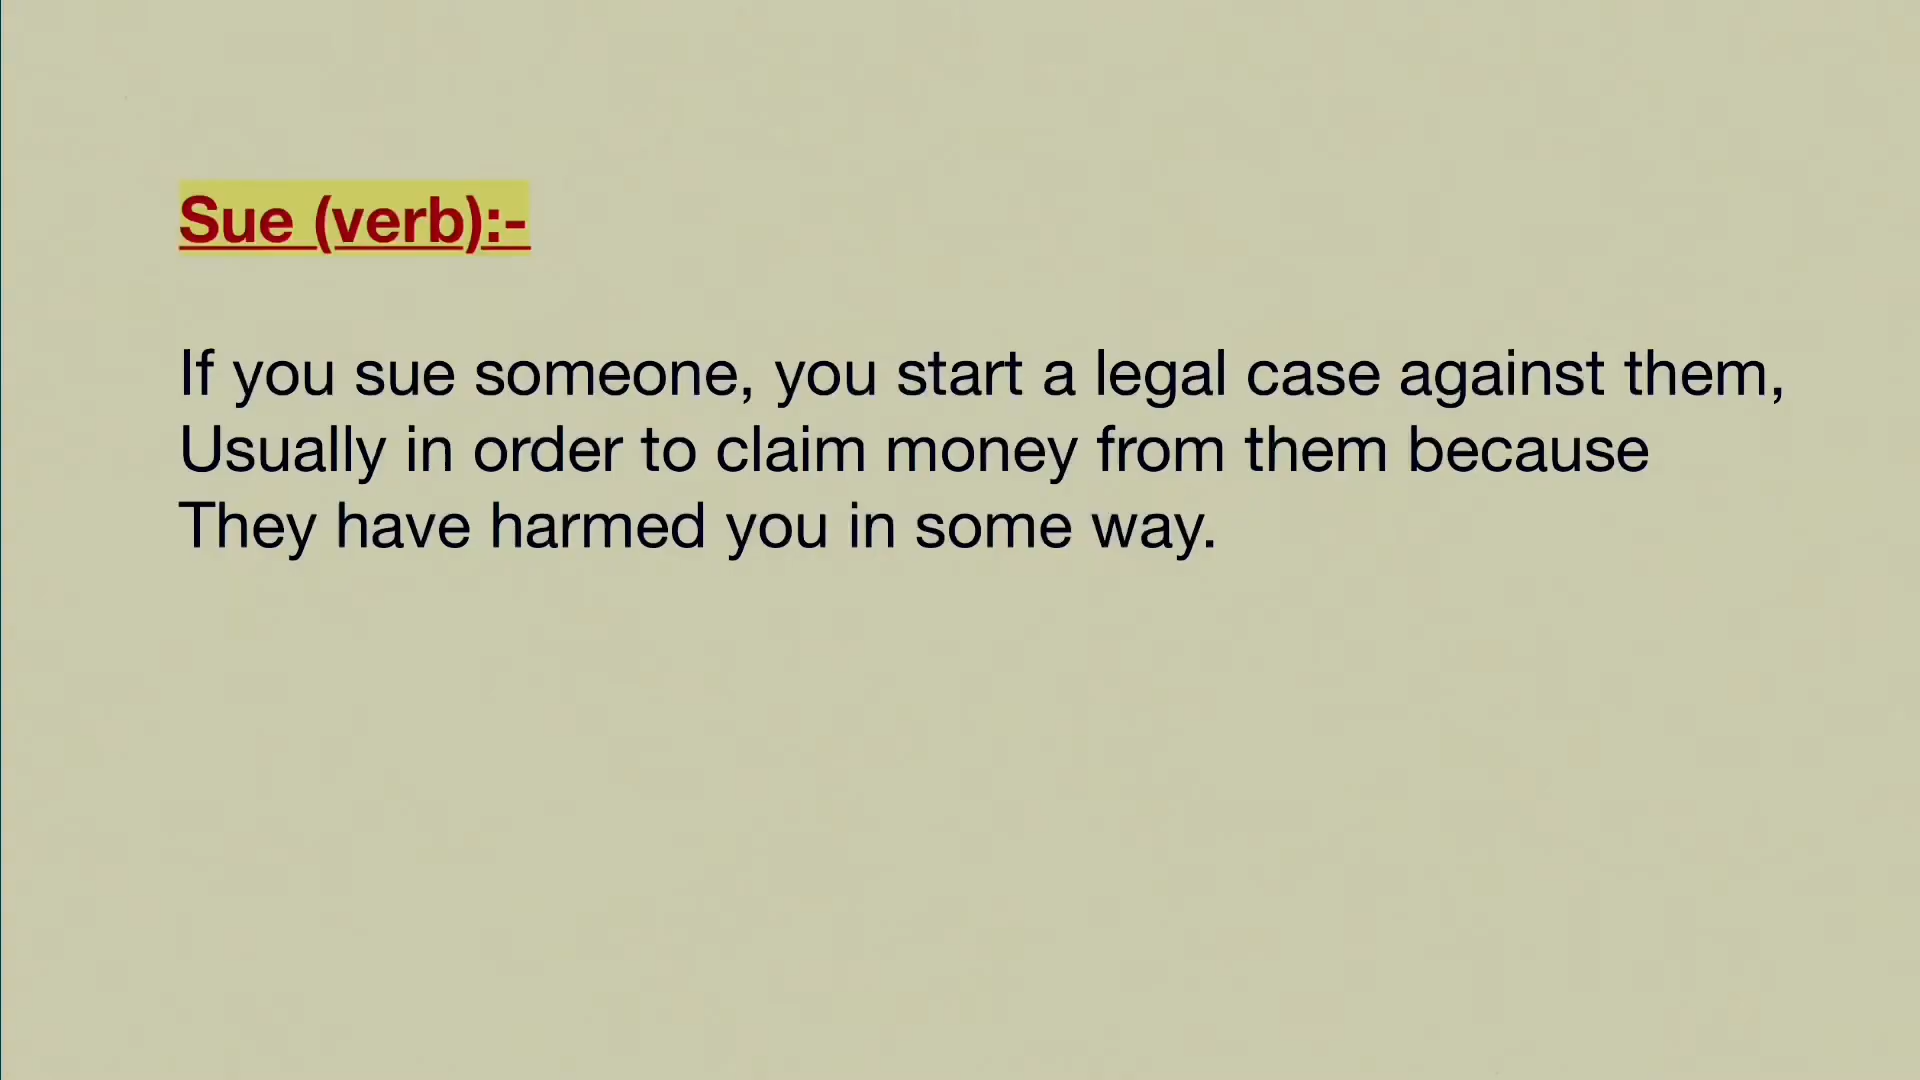 Sue (verb):-
If you sue someone, you start a legal case against them,
Usually in order to claim money from them because
They have harmed you in some way.